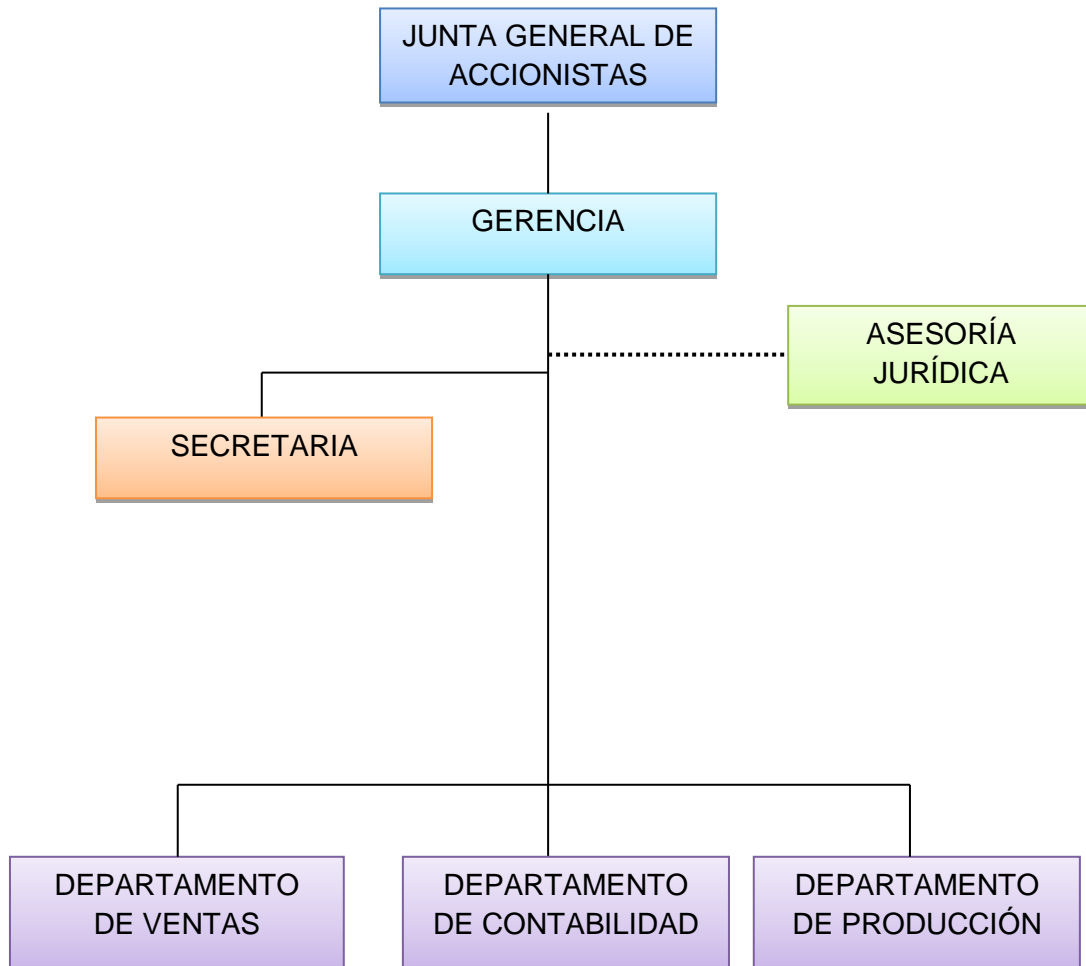 JUNTA GENERAL DE
ACCIONISTAS
GERENCIA
ASESORÍA
JURÍDICA
SECRETARIA
DEPARTAMENTO
DE VENTAS
DEPARTAMENTO
DE CONTABILIDAD
DEPARTAMENTO
DE PRODUCCIÓN